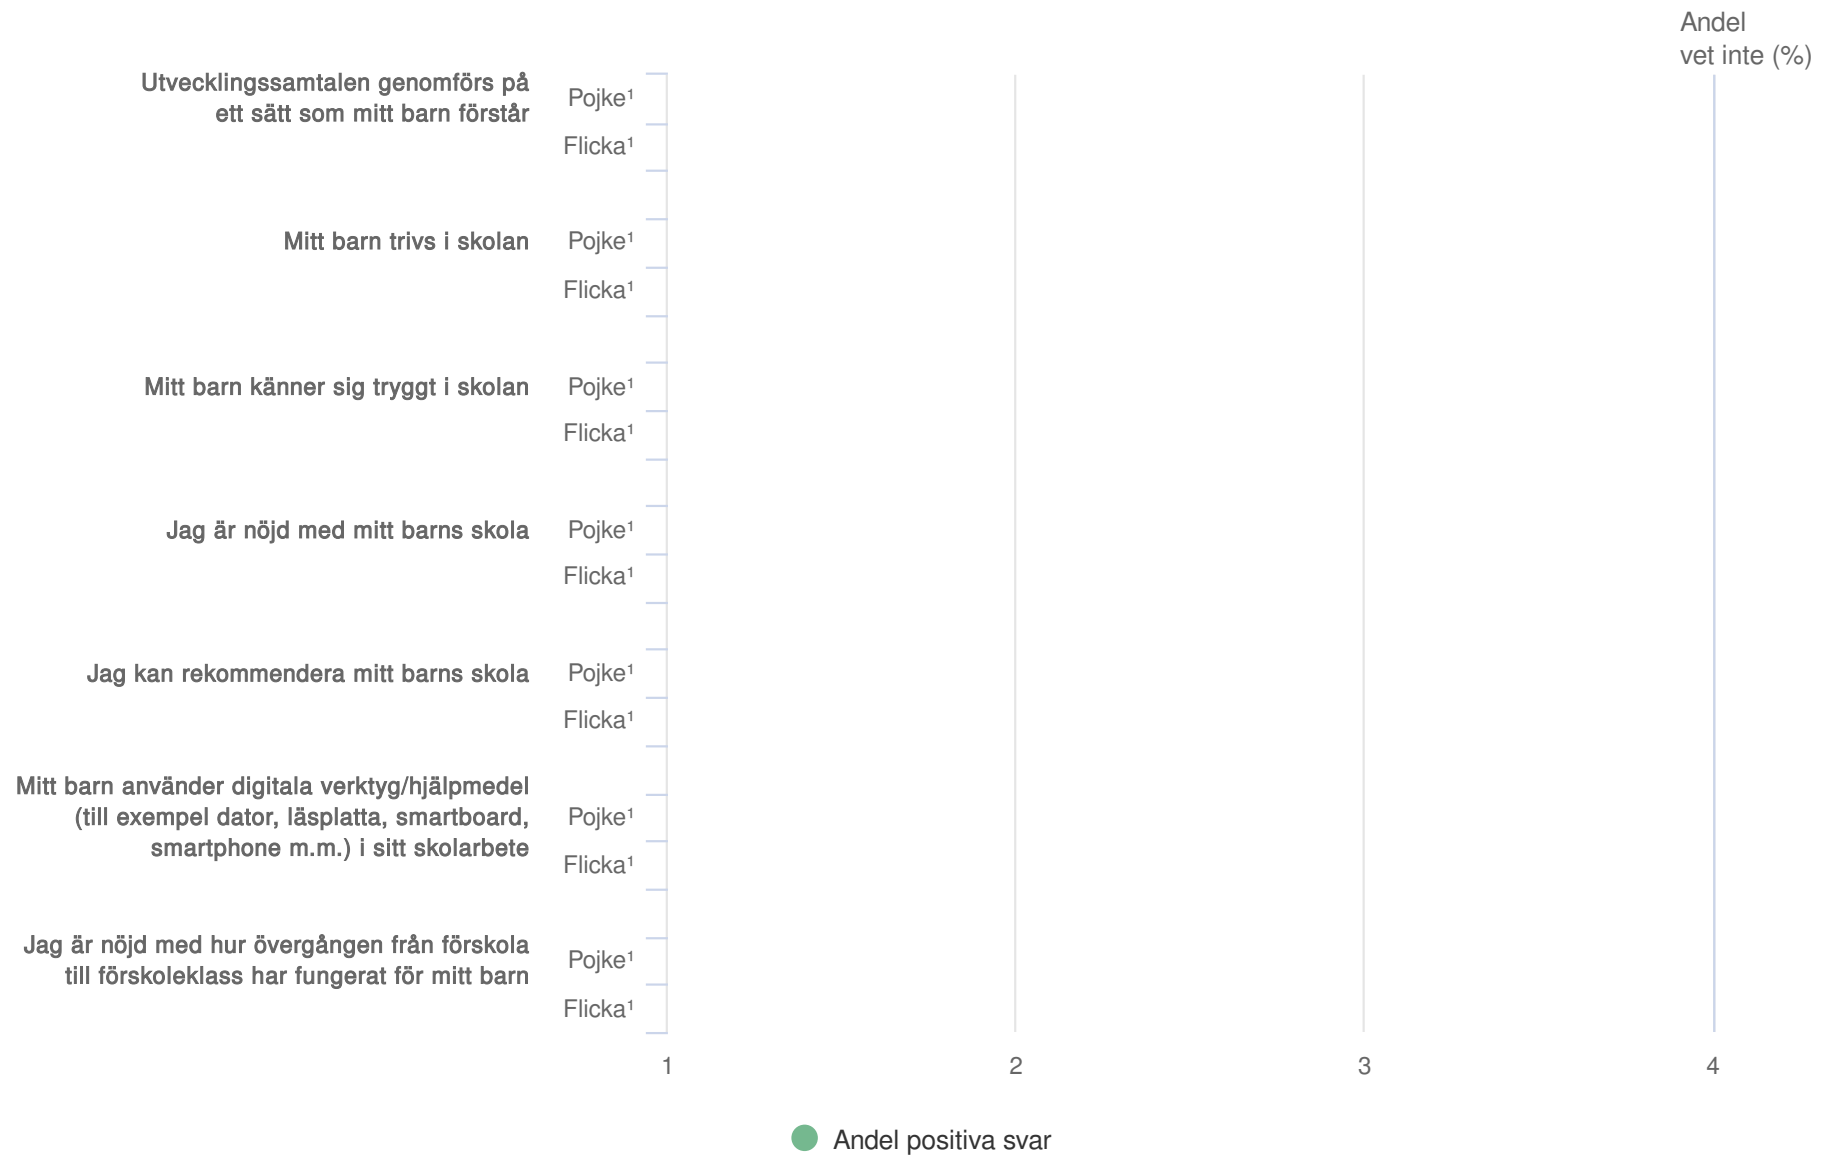 Andel
vet inte (%)
Utvecklingssamtalen genomförs på
ett sätt som mitt barn förstår
Pojke¹
Flicka¹
Mitt barn trivs i skolan
Pojke¹
Flicka¹
Mitt barn känner sig tryggt i skolan
Pojke¹
Flicka¹
Jag är nöjd med mitt barns skola
Pojke¹
Flicka¹
Jag kan rekommendera mitt barns skola
Pojke¹
Flicka¹
Mitt barn använder digitala verktyg/hjälpmedel
(till exempel dator, läsplatta, smartboard,
smartphone m.m.) i sitt skolarbete
Pojke¹
Flicka¹
Jag är nöjd med hur övergången från förskola
till förskoleklass har fungerat för mitt barn
Pojke¹
Flicka¹
1 2 3 4
Andel positiva svar